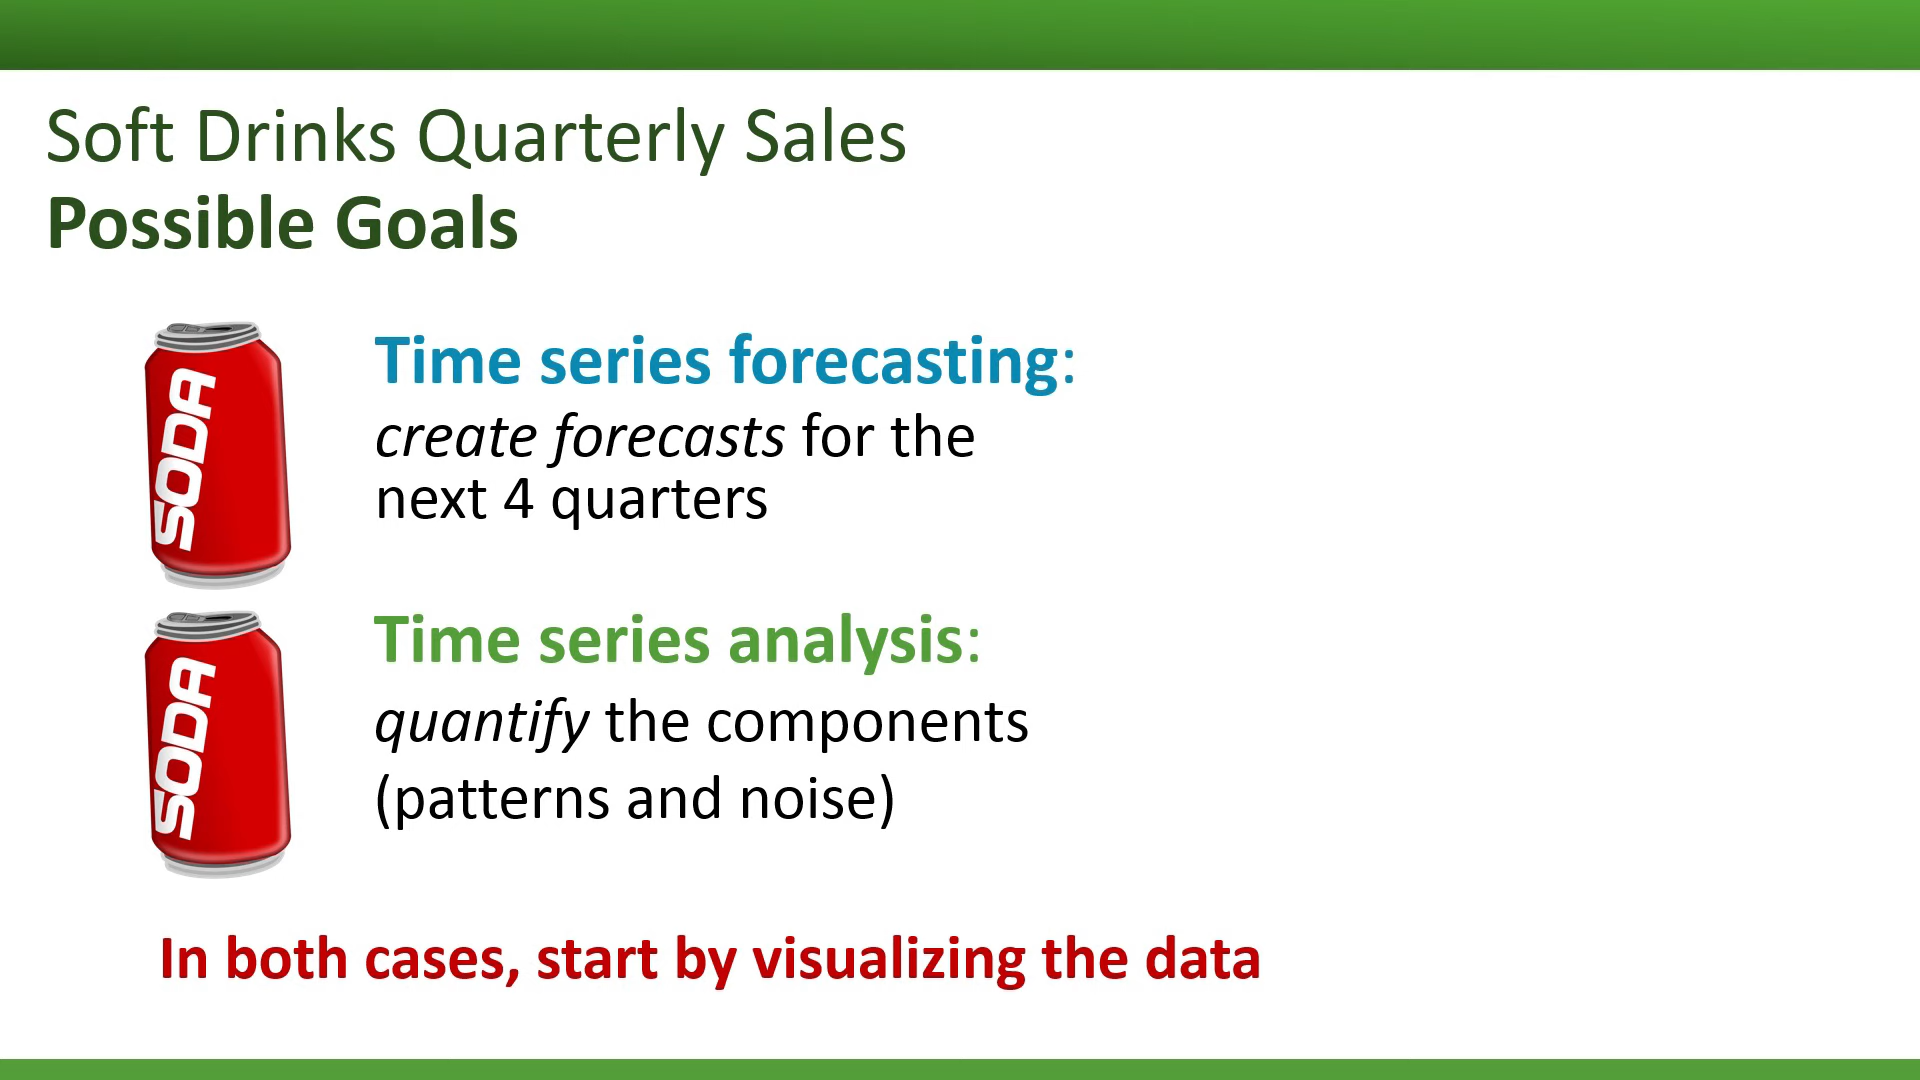 Soft Drinks Quarterly Sales
Possible Goals
SODA
Time series forecasting:
create forecasts for the
next 4 quarters
SODA
Time series analysis:
quantify the components
(patterns and noise)
In both cases, start by visualizing the data